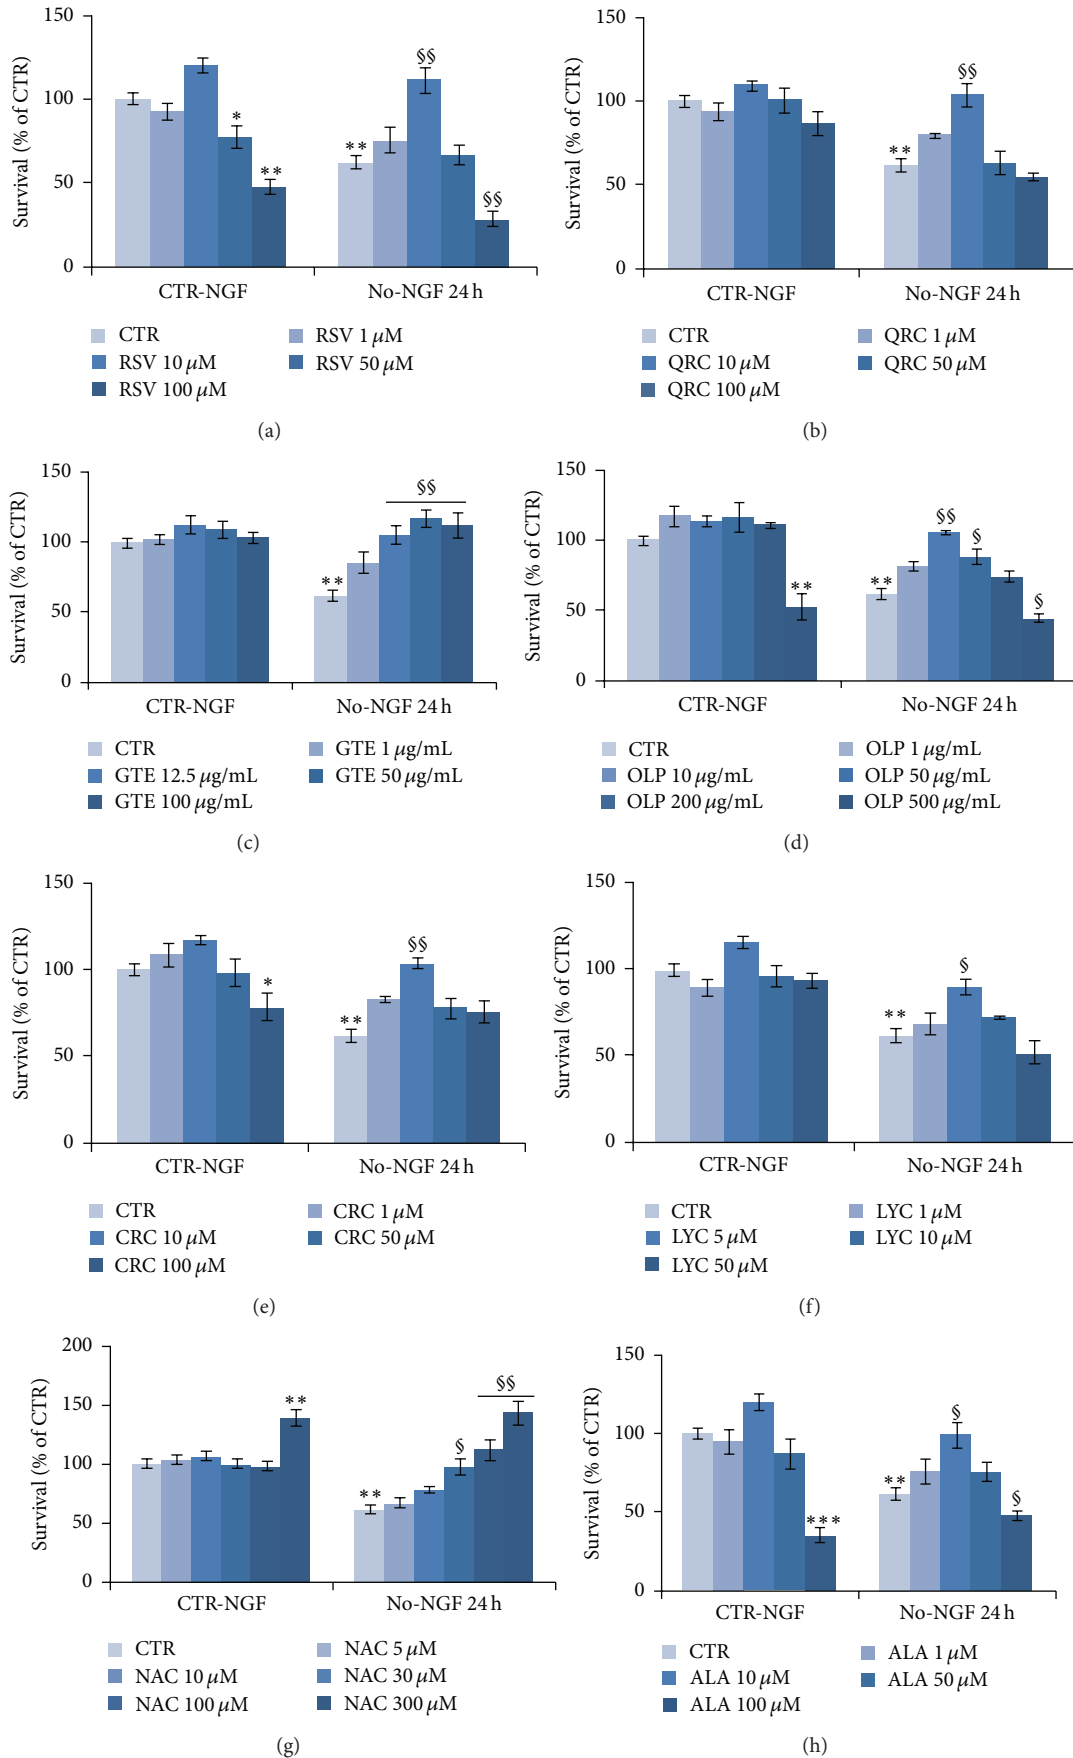 150
100
50
0
Survival (% of CTR)
*
**
**
§§
§§
CTR-NGF
No-NGF 24 h
CTR
RSV 1 μM
RSV 10 μM
RSV 50 μM
RSV 100 μM
(a)
150
100
50
0
Survival (% of CTR)
**
§§
CTR-NGF
No-NGF 24 h
CTR
QRC 1 μM
QRC 10 μM
QRC 50 μM
QRC 100 μM
(b)
150
100
50
0
Survival (% of CTR)
**
§§
CTR-NGF
No-NGF 24 h
CTR
GTE 1 μg/mL
GTE 12.5 μg/mL
GTE 50 μg/mL
GTE 100 μg/mL
(c)
150
100
50
0
Survival (% of CTR)
**
**
§§
§
§
CTR-NGF
No-NGF 24 h
CTR
OLP 1 μg/mL
OLP 10 μg/mL
OLP 50 μg/mL
OLP 200 μg/mL
OLP 500 μg/mL
(d)
150
100
50
0
Survival (% of CTR)
*
**
§§
CTR-NGF
No-NGF 24 h
CTR
CRC 1 μM
CRC 10 μM
CRC 50 μM
CRC 100 μM
(e)
150
100
50
0
Survival (% of CTR)
**
§
CTR-NGF
No-NGF 24 h
CTR
LYC 1 μM
LYC 5 μM
LYC 10 μM
LYC 50 μM
(f)
200
150
100
50
0
Survival (% of CTR)
**
**
§
§§
CTR-NGF
No-NGF 24 h
CTR
NAC 5 μM
NAC 10 μM
NAC 30 μM
NAC 100 μM
NAC 300 μM
(g)
150
100
50
0
Survival (% of CTR)
***
**
§
§
CTR-NGF
No-NGF 24 h
CTR
ALA 1 μM
ALA 10 μM
ALA 50 μM
ALA 100 μM
(h)